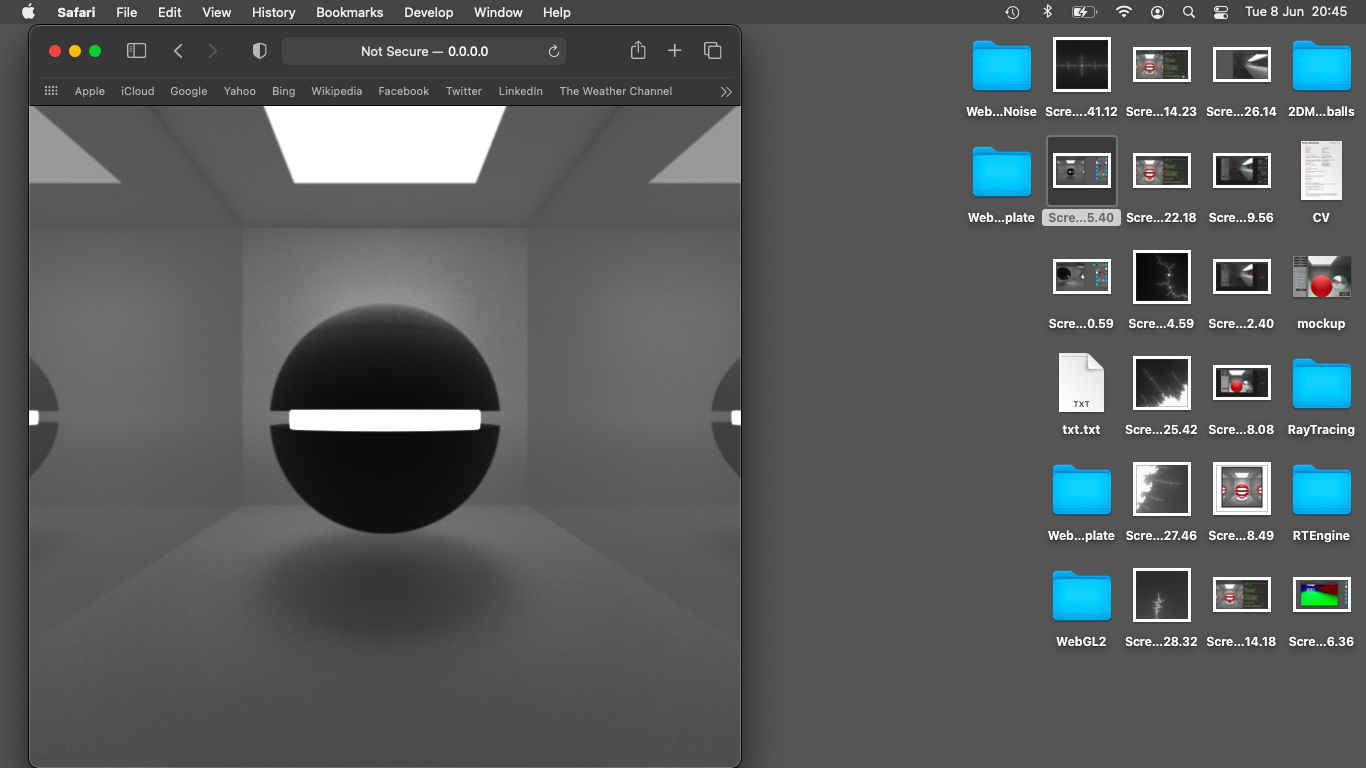 Safari File Edit View History Bookmarks Develop Window Help
Tue 8 Jun 20:45
Not Secure — 0.0.0.0
Apple iCloud Google Yahoo Bing Wikipedia Facebook Twitter LinkedIn The Weather Channel
Web...Noise Scre....41.12 Scre...14.23 Scre...26.14 2DM...balls
Web...plate Scre...5.40 Scre...22.18 Scre...9.56 CV
Scre...0.59 Scre...4.59 Scre...2.40 mockup
TXT
txt.txt Scre...25.42 Scre...8.08 RayTracing
Web...plate Scre...27.46 Scre...8.49 RTEngine
WebGL2 Scre...28.32 Scre...14.18 Scre...6.36